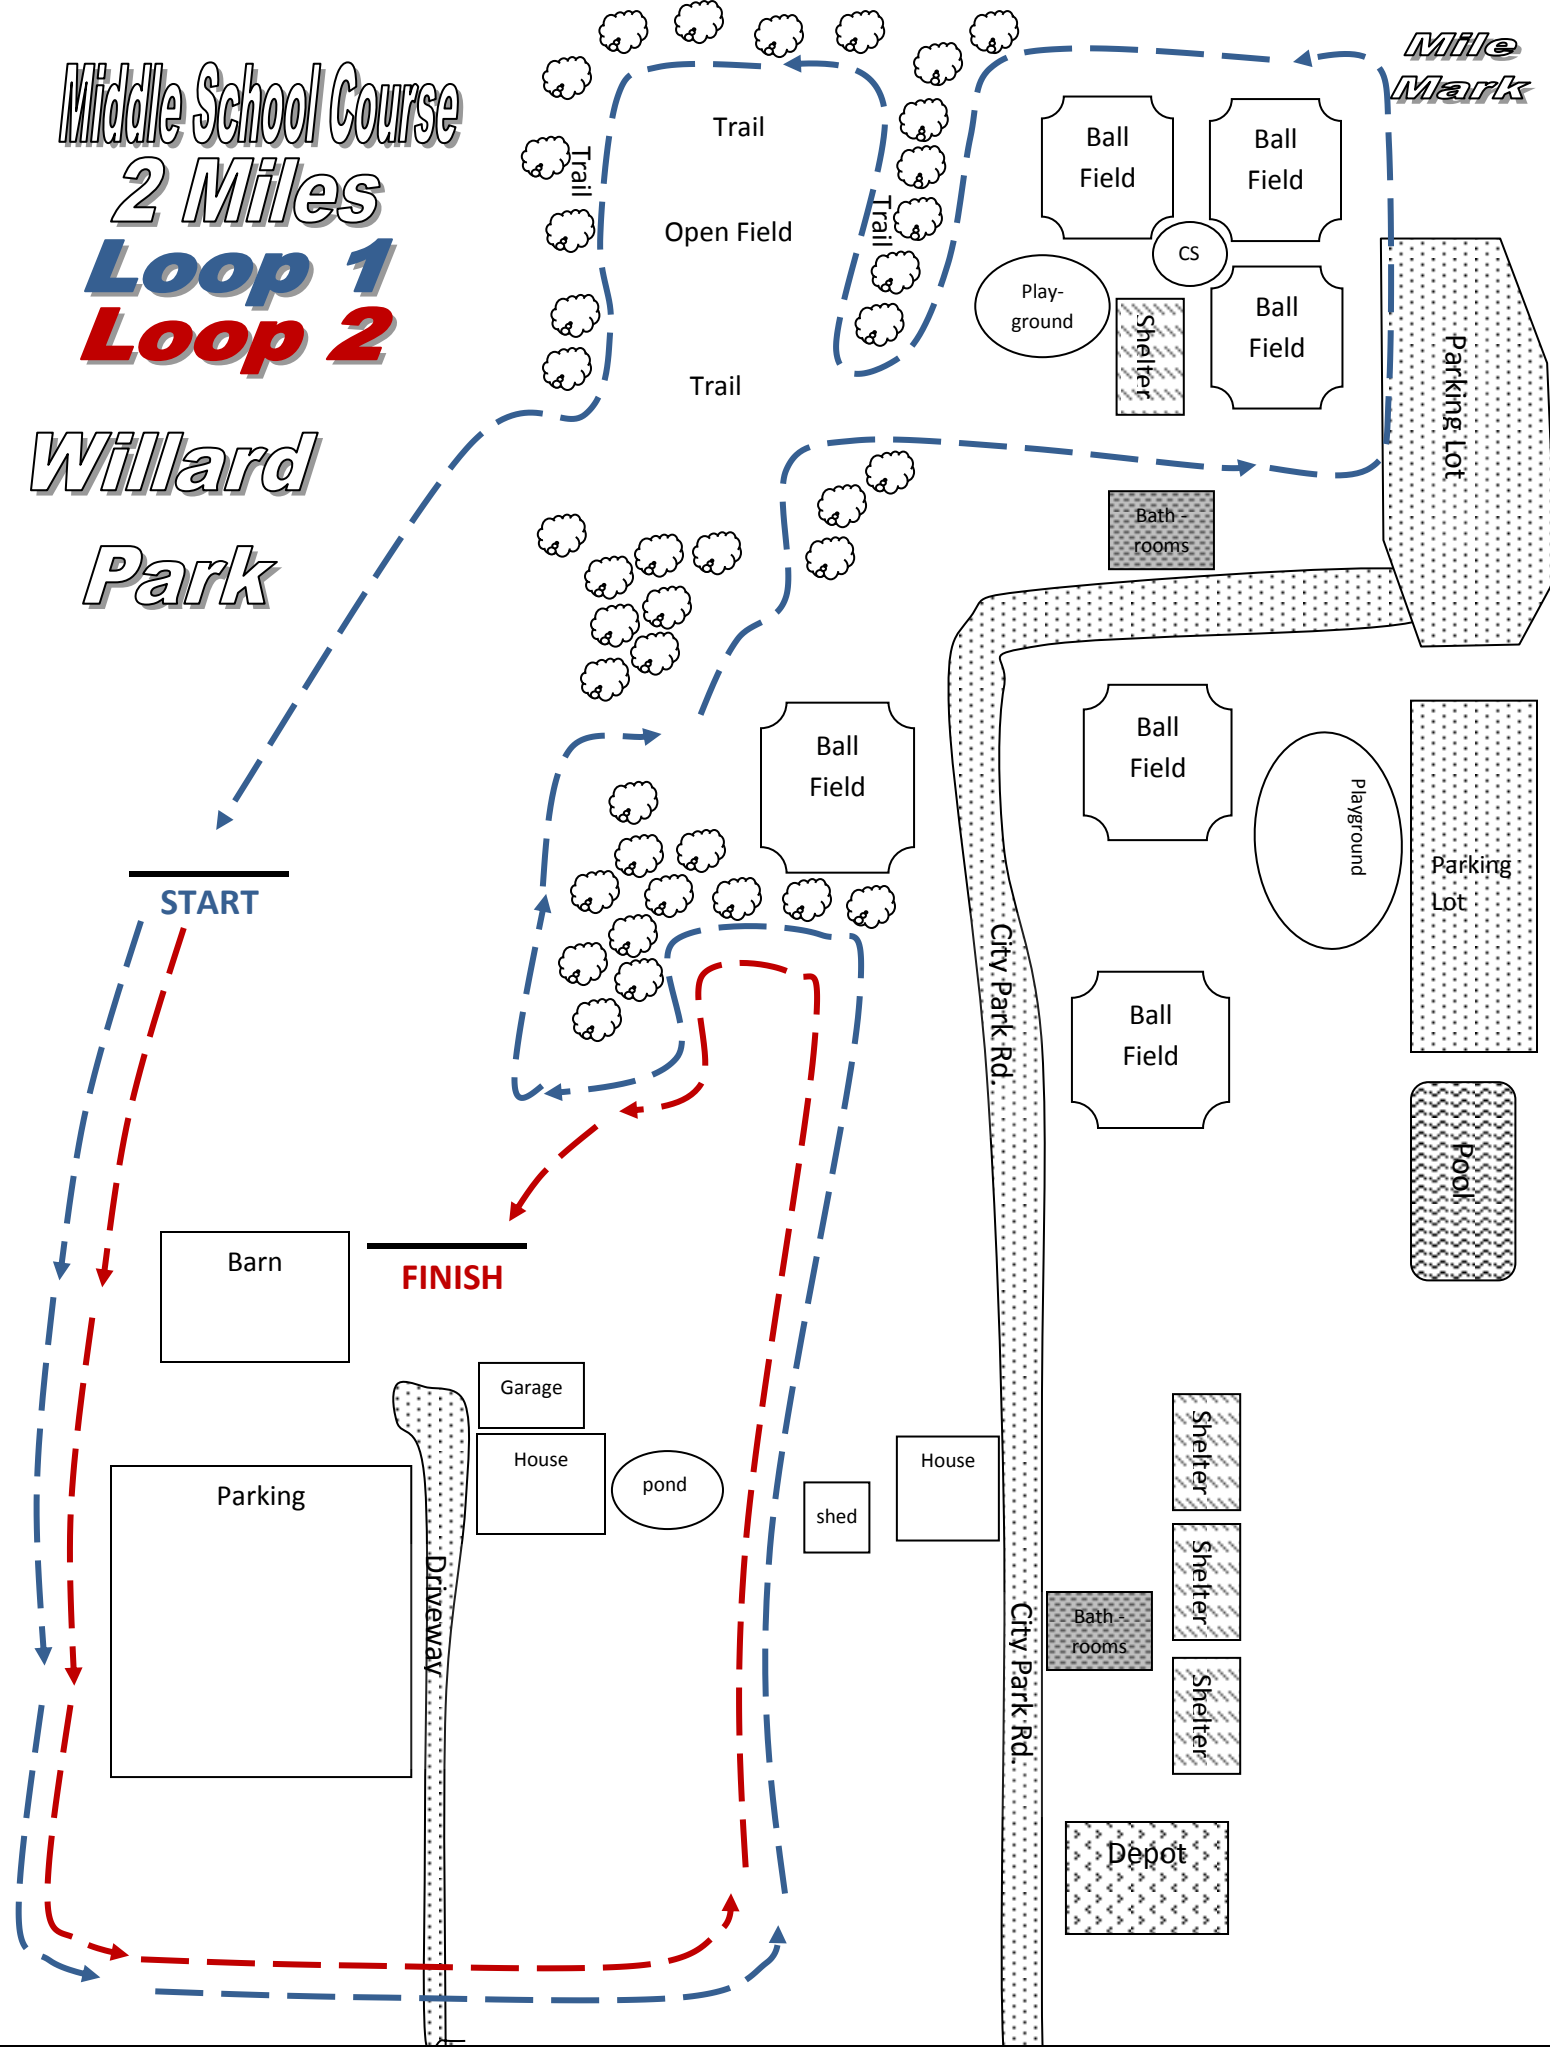 Middle School Course
2 Miles
Loop 1
Loop 2
Willard
Park
Mile
Mark
Trail
Trail
Open Field
Trail
Trail
Ball
Field
Ball
Field
CS
Play-
ground
Shelter
Ball
Field
Parking Lot
Bath -
rooms
Ball
Field
Ball
Field
Playground
Parking
Lot
START
City Park Rd.
Ball
Field
Pool
Barn
FINISH
Garage
House
pond
Parking
shed
House
Driveway
Shelter
Shelter
Shelter
City Park Rd.
Bath -
rooms
Depot